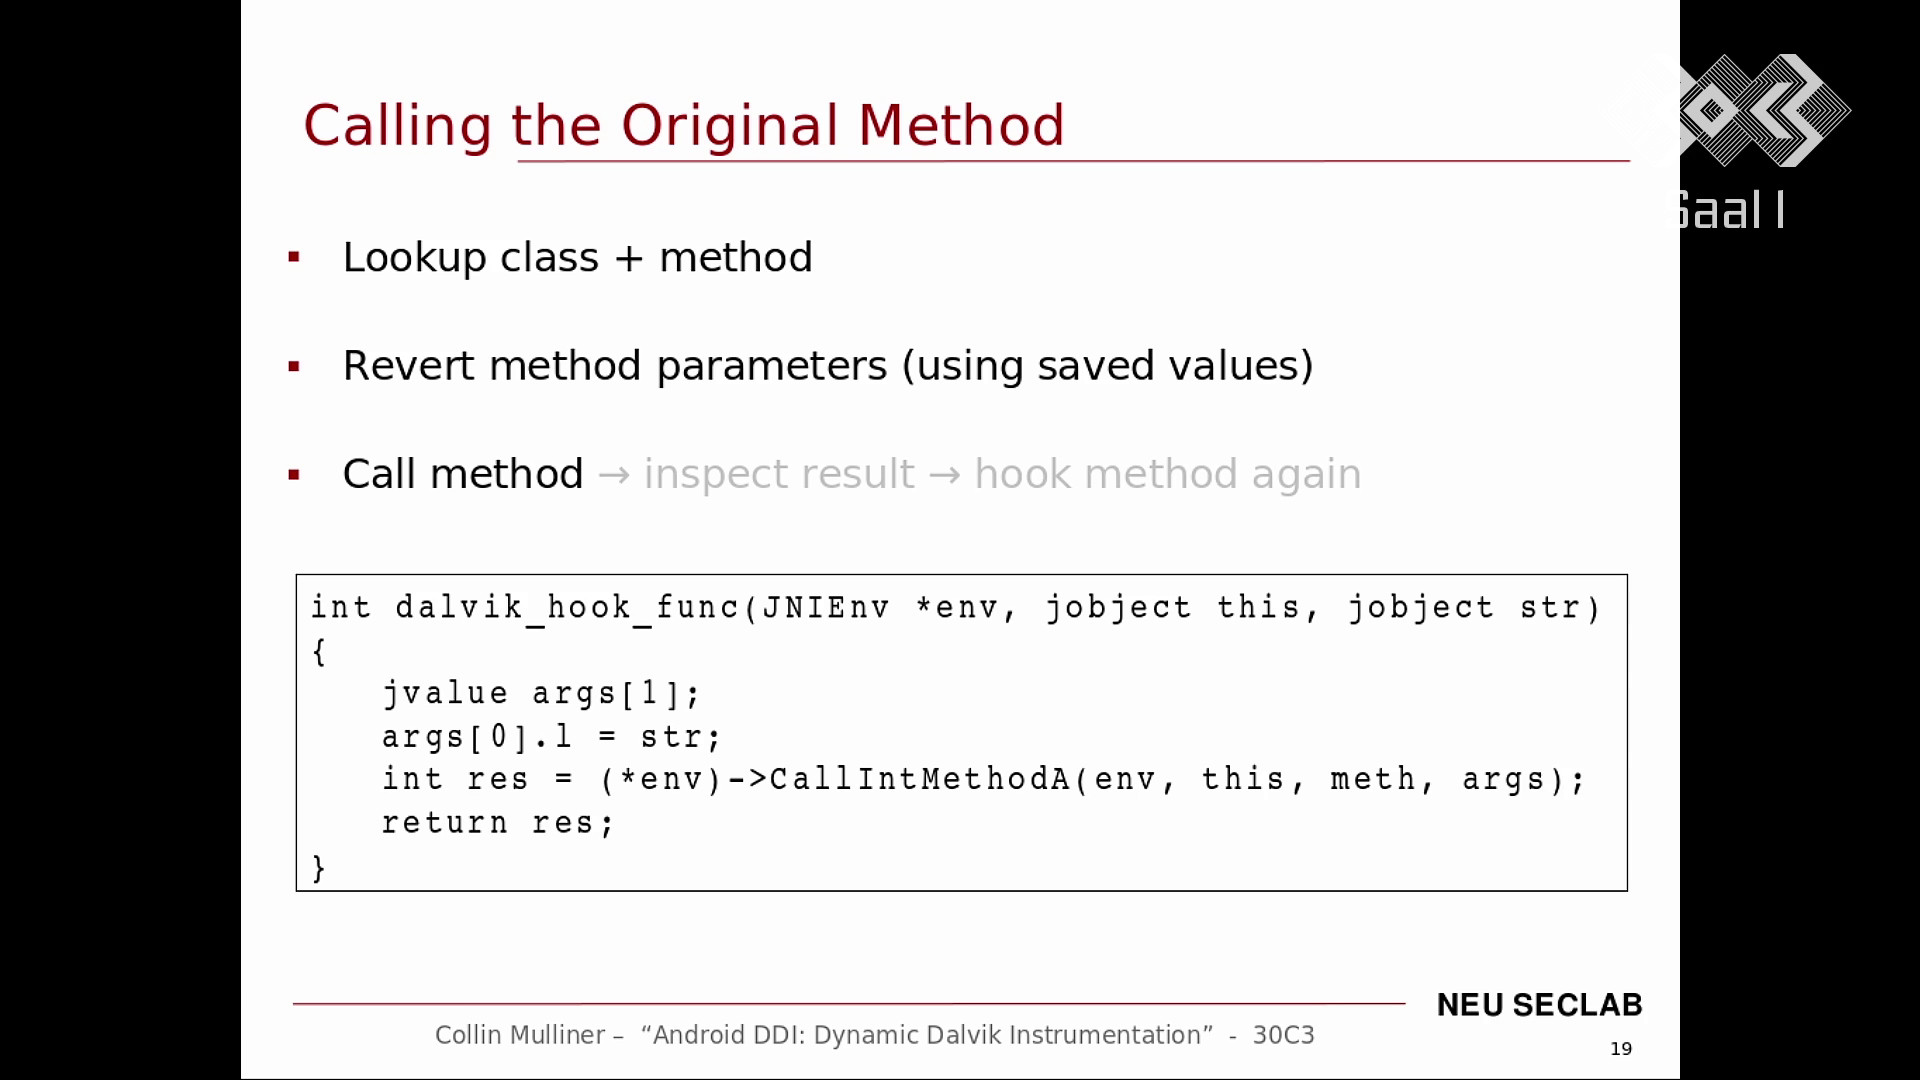 Calling the Original Method
Saal 1
▪ Lookup class + method
▪ Revert method parameters (using saved values)
▪ Call method → inspect result → hook method again
int dalvik_hook_func(JNIEnv *env, jobject this, jobject str)
{
    jvalue args[1];
    args[0].l = str;
    int res = (*env)->CallIntMethodA(env, this, meth, args);
    return res;
}
NEU SECLAB
Collin Mulliner – “Android DDI: Dynamic Dalvik Instrumentation” - 30C3
19